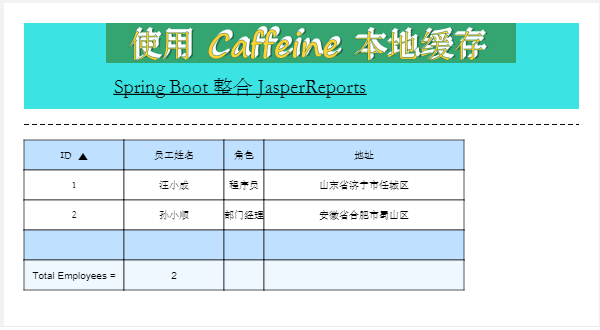 使用 Caffeine 本地缓存
Spring Boot 整合 JasperReports
ID ▲ 员工姓名 角色 地址
1 汪小成 程序员 山东省济宁市任城区
2 孙小顺 部门经理 安徽省合肥市蜀山区
Total Employees = 2